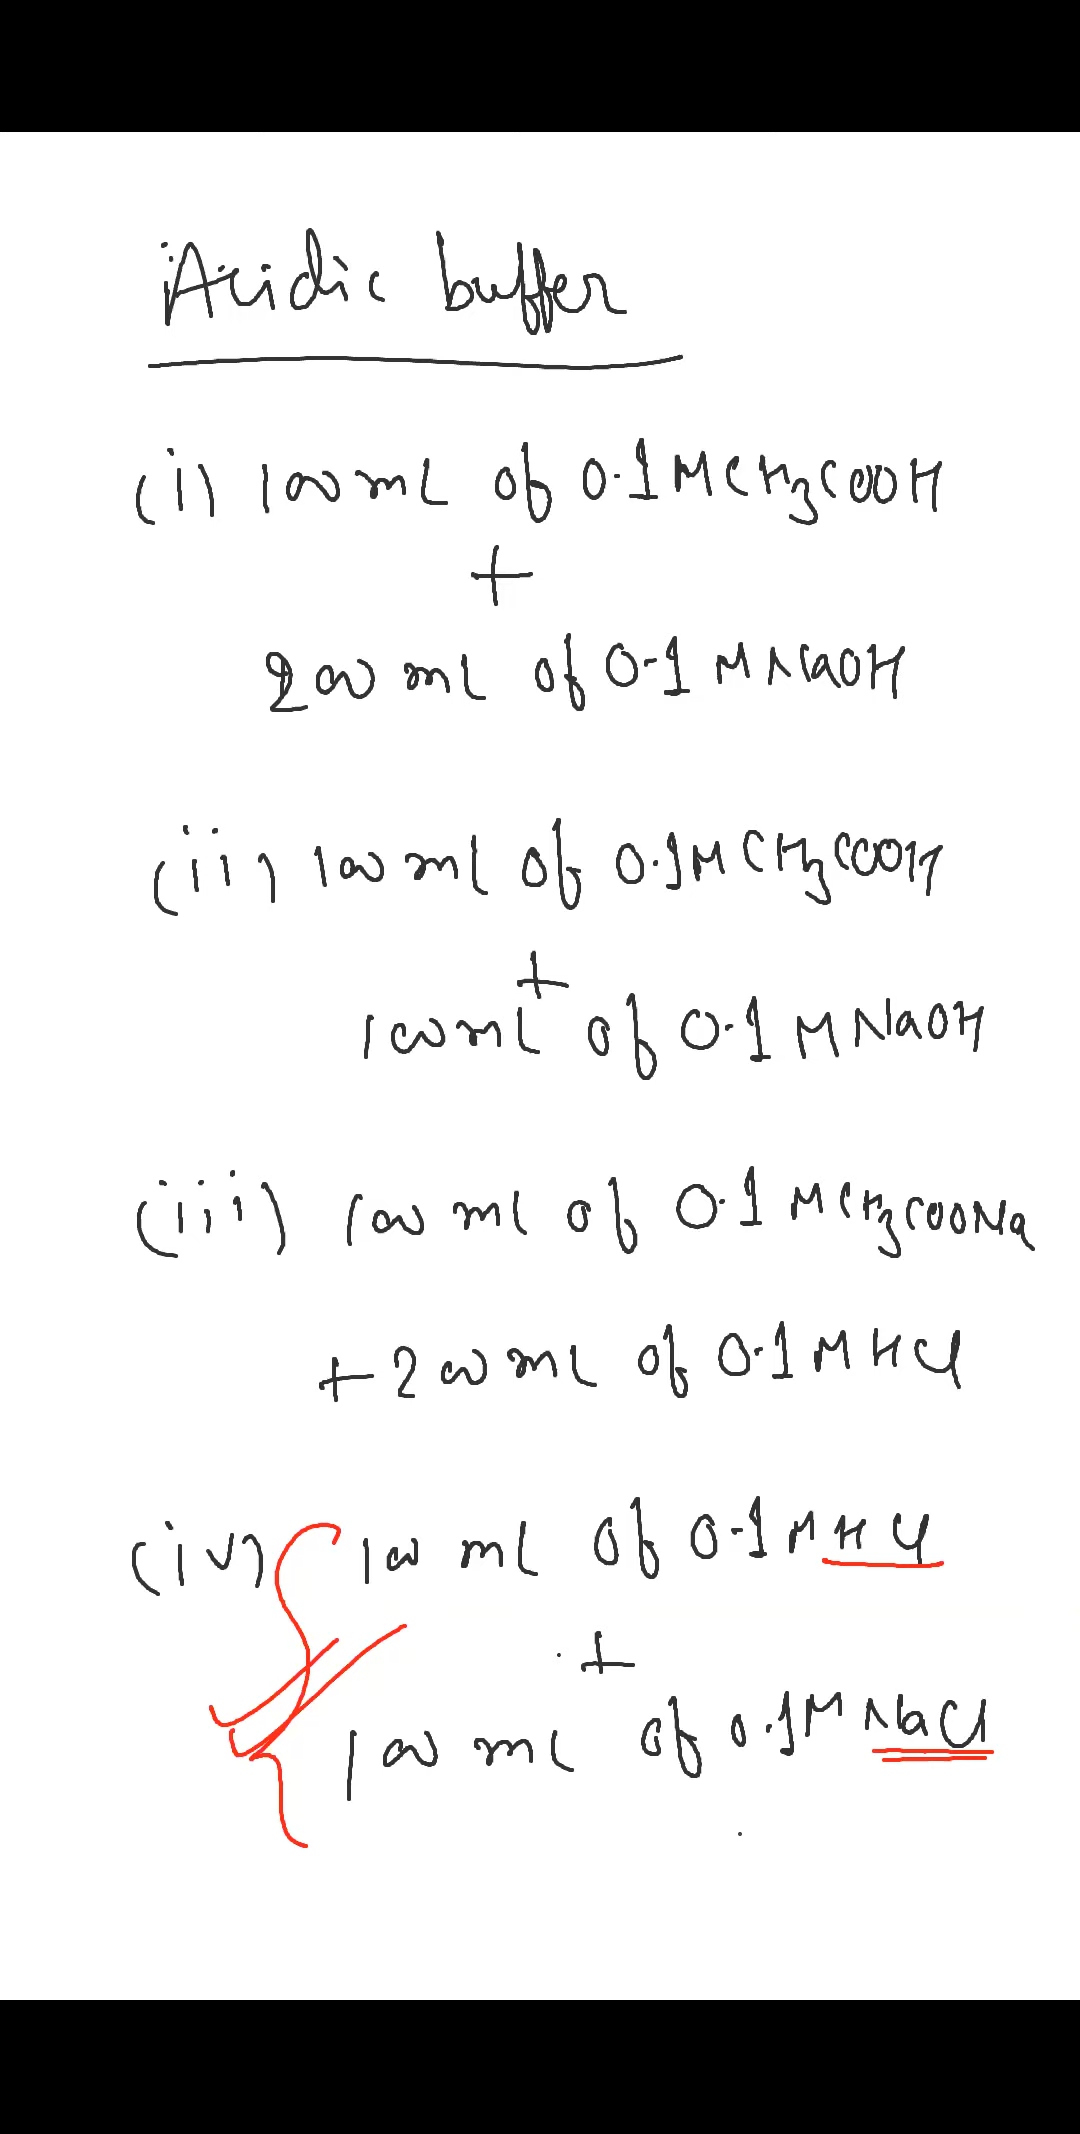 Acidic buffer
(i) 100 mL of 0.1 M CH3COOH
+
200 mL of 0.1 M NaOH
(ii) 100 mL of 0.1 M CH3COOH
+
100 mL of 0.1 M NaOH
(iii) 100 mL of 0.1 M CH3COONa
+ 200 mL of 0.1 M HCl
(iv) 100 mL of 0.1 M HCl
+
100 mL of 0.1 M NaCl